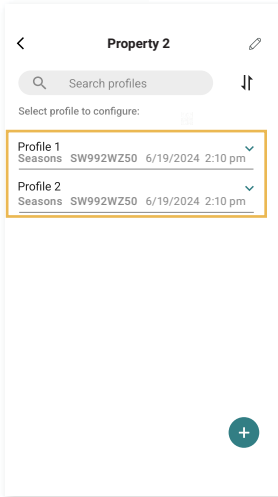 Property 2
Search profiles
Select profile to configure:
Profile 1
Seasons SW992WZ50 6/19/2024 2:10 pm
Profile 2
Seasons SW992WZ50 6/19/2024 2:10 pm